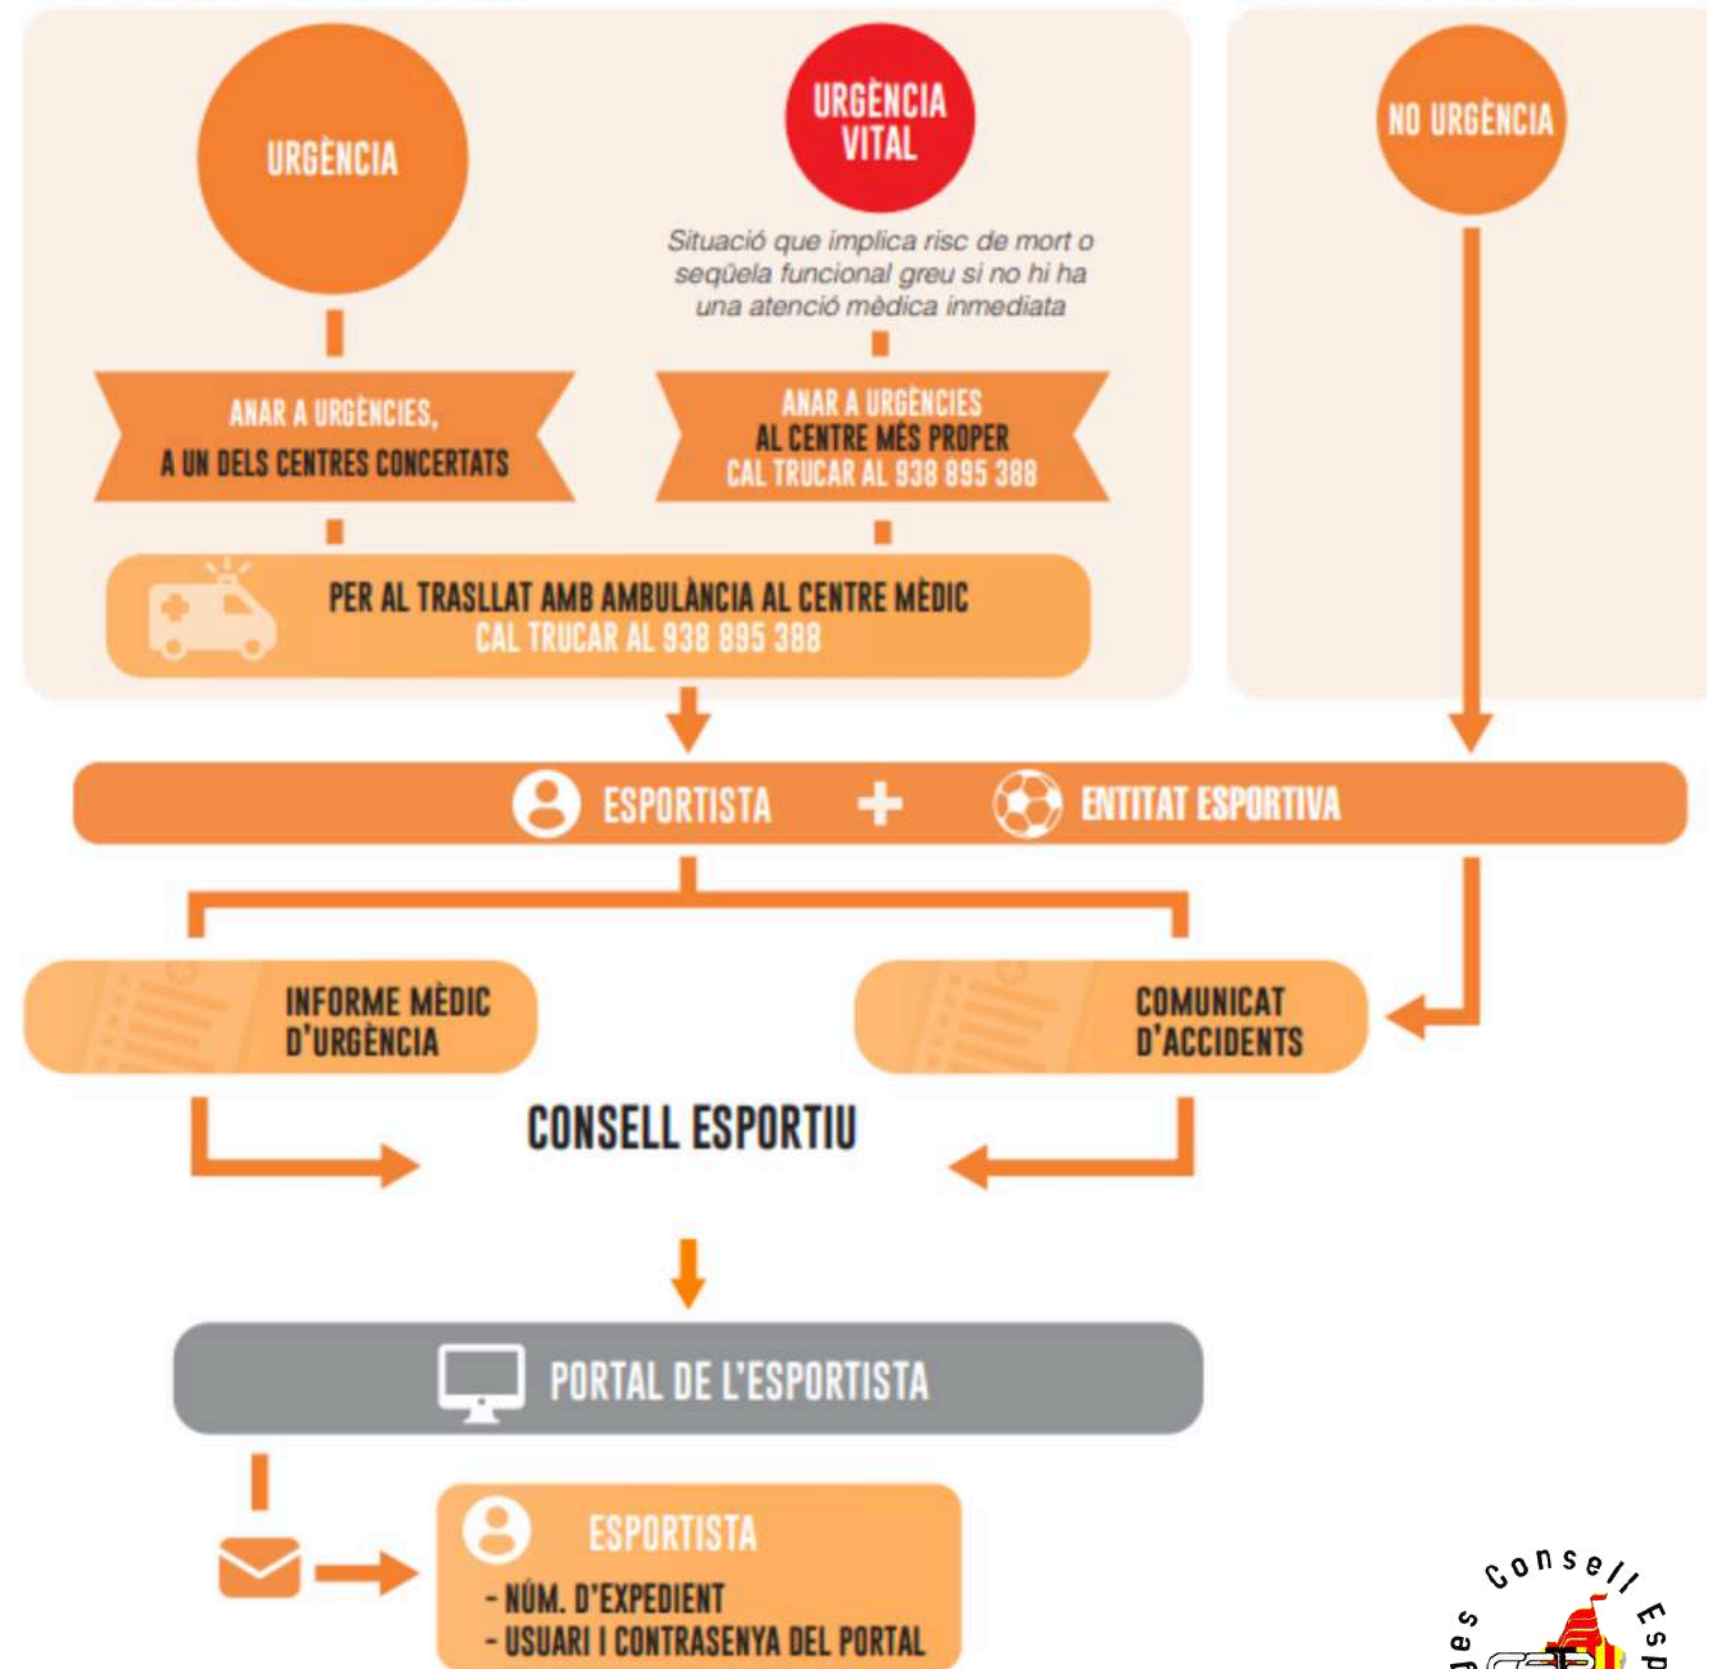 URGÈNCIA
URGÈNCIA
VITAL
NO URGÈNCIA
Situació que implica risc de mort o
seqüela funcional greu si no hi ha
una atenció mèdica inmediata
ANAR A URGÈNCIES,
A UN DELS CENTRES CONCERTATS
ANAR A URGÈNCIES
AL CENTRE MÉS PROPER
CAL TRUCAR AL 938 895 388
PER AL TRASLLAT AMB AMBULÀNCIA AL CENTRE MÈDIC
CAL TRUCAR AL 938 895 388
ESPORTISTA + ENTITAT ESPORTIVA
INFORME MÈDIC
D'URGÈNCIA
COMUNICAT
D'ACCIDENTS
CONSELL ESPORTIU
PORTAL DE L'ESPORTISTA
ESPORTISTA
- NÚM. D'EXPEDIENT
- USUARI I CONTRASENYA DEL PORTAL
Consell